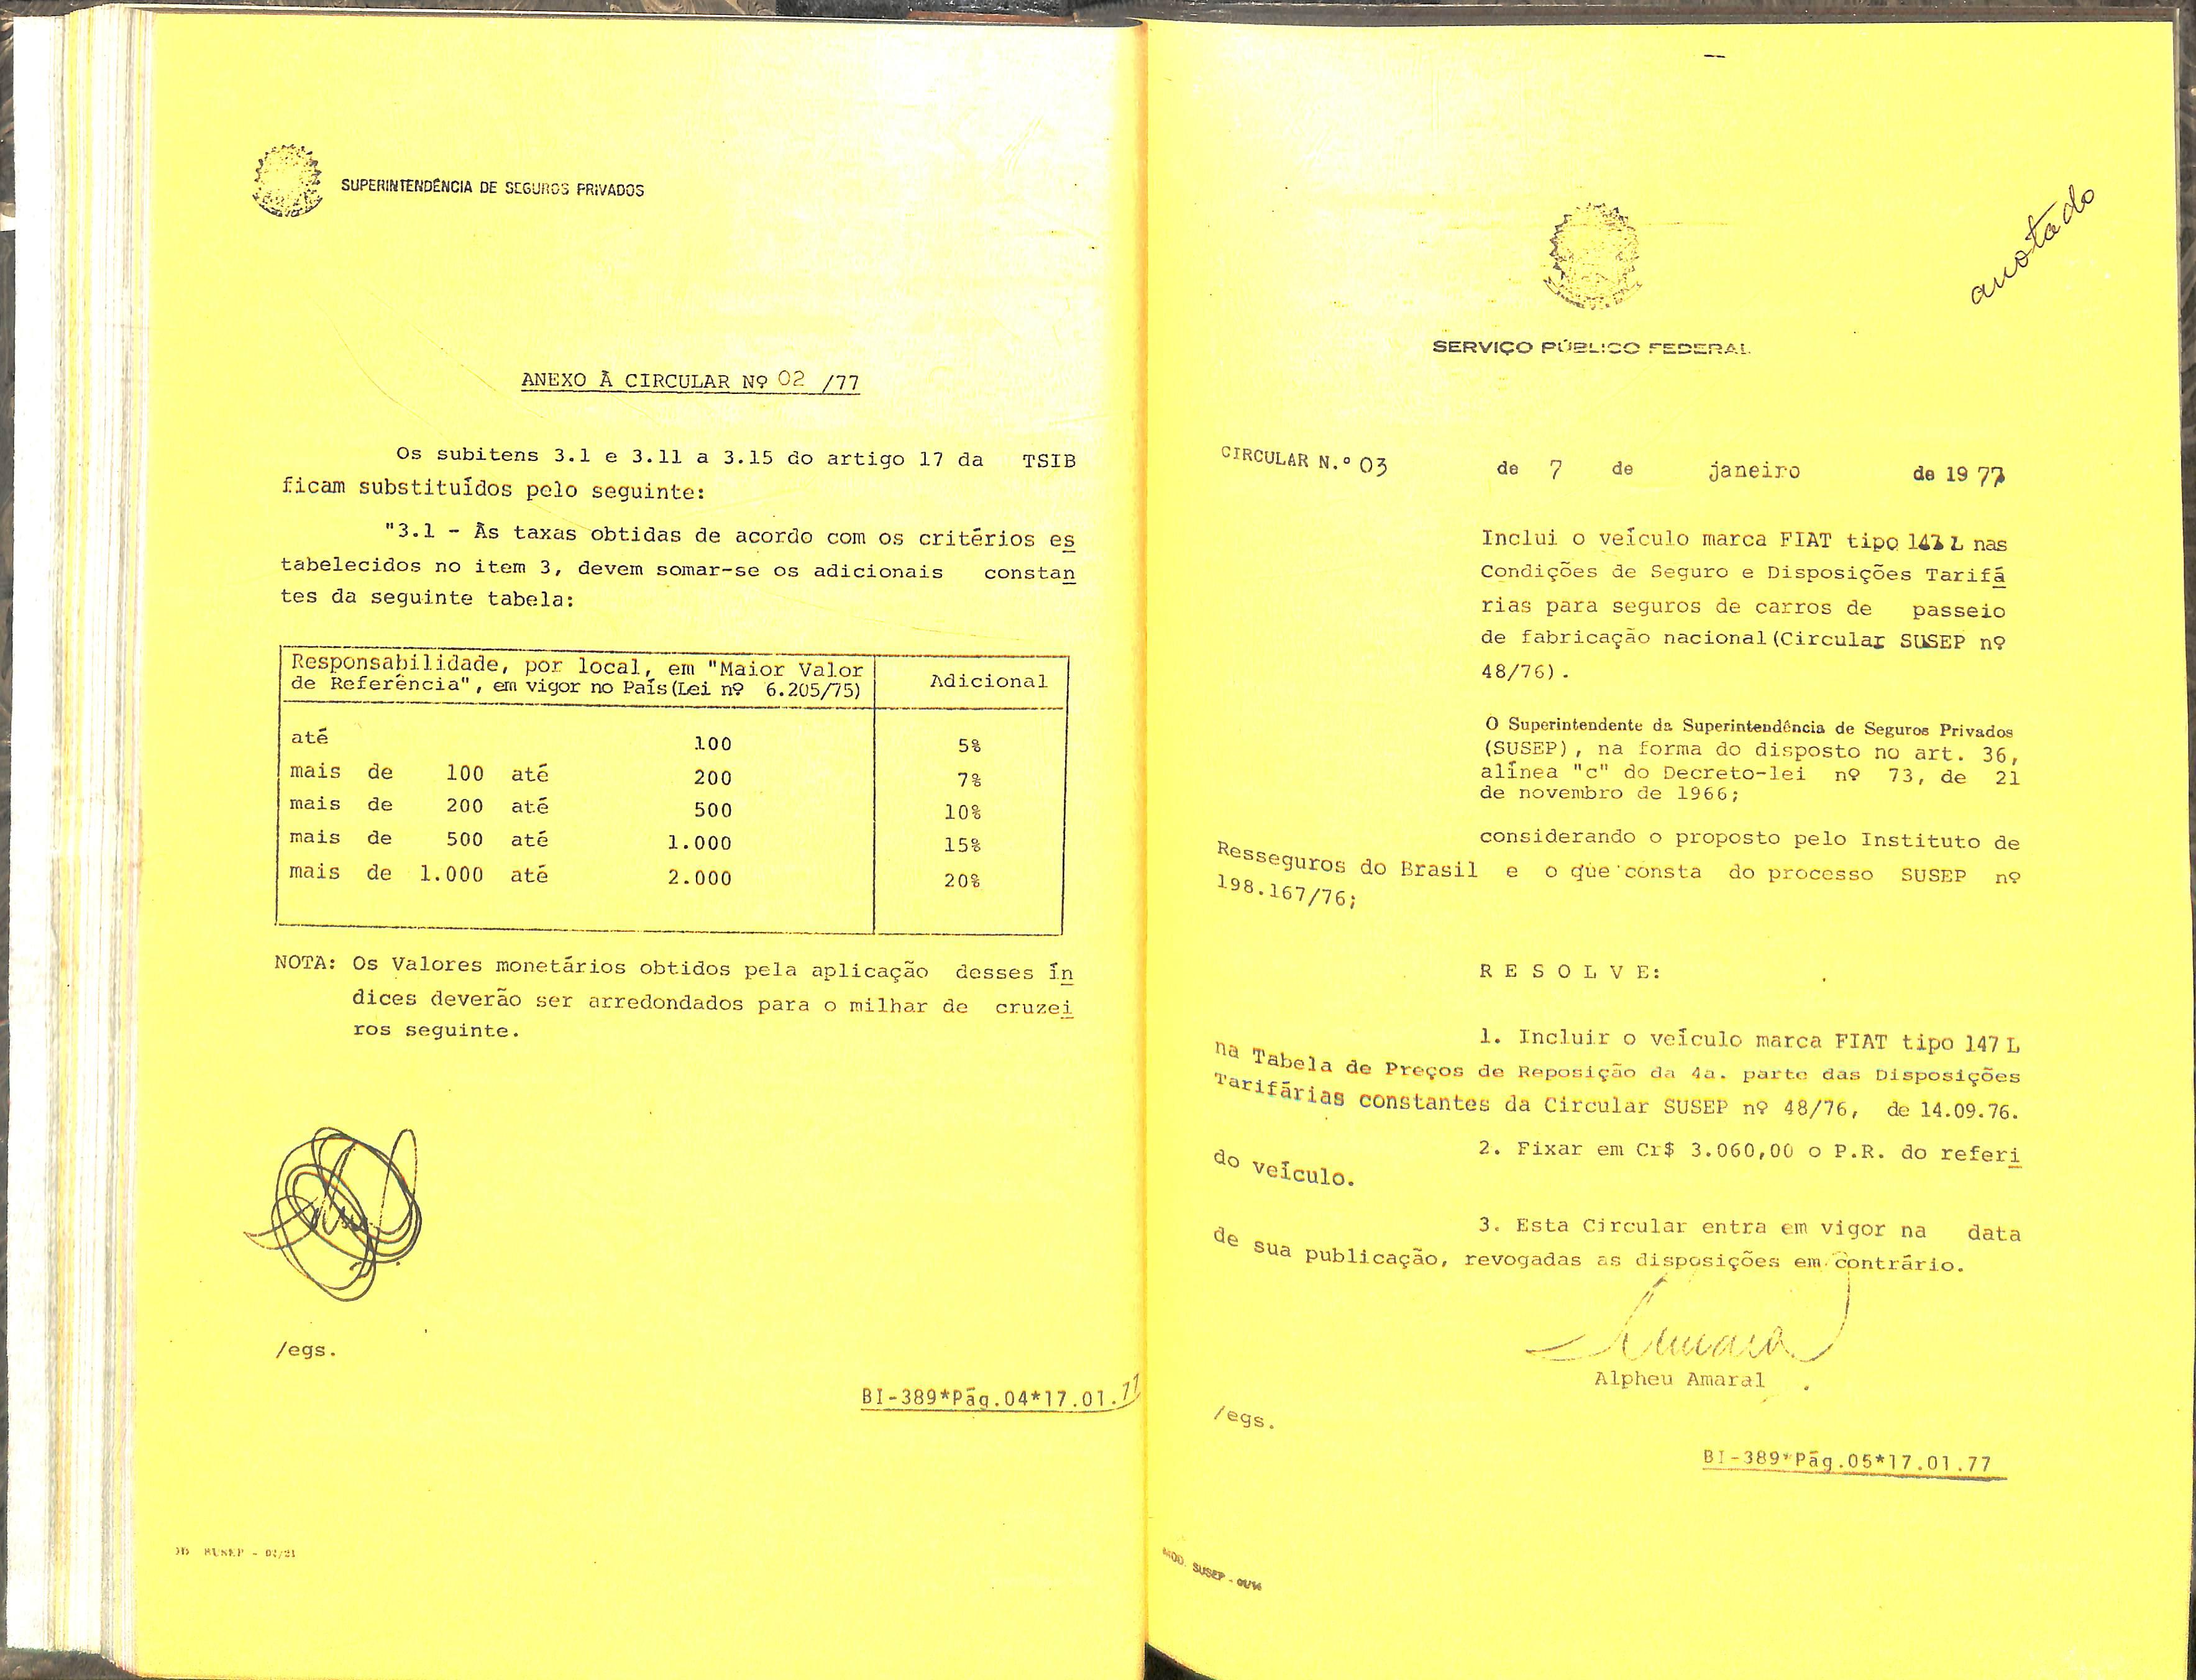 SUPERINTENDÊNCIA DE SEGUROS PRIVADOS
ANEXO À CIRCULAR Nº 02 /77
Os subitens 3.1 e 3.11 a 3.15 do artigo 17 da TSIB
ficam substituídos pelo seguinte:
"3.1 - Às taxas obtidas de acordo com os critérios es
tabelecidos no item 3, devem somar-se os adicionais constan
tes da seguinte tabela:
Responsabilidade, por local, em "Maior Valor
de Referência", em vigor no País(Lei nº 6.205/75)
Adicional
até 100 5%
mais de 100 até 200 7%
mais de 200 até 500 10%
mais de 500 até 1.000 15%
mais de 1.000 até 2.000 20%
NOTA: Os Valores monetários obtidos pela aplicação desses ín
dices deverão ser arredondados para o milhar de cruzei
ros seguinte.
/egs.
BI-389*Pág.04*17.01.77
SUSEP - 02/21
anotado
SERVIÇO PÚBLICO FEDERAL
CIRCULAR N.º 03 de 7 de janeiro de 1977
Inclui o veículo marca FIAT tipo 147 L nas
Condições de Seguro e Disposições Tarifá
rias para seguros de carros de passeio
de fabricação nacional(Circular SUSEP nº
48/76).
O Superintendente da Superintendência de Seguros Privados
(SUSEP), na forma do disposto no art. 36,
alínea "c" do Decreto-lei nº 73, de 21
de novembro de 1966;
considerando o proposto pelo Instituto de
Resseguros do Brasil e o que consta do processo SUSEP nº
198.167/76;
R E S O L V E:
1. Incluir o veículo marca FIAT tipo 147 L
na Tabela de Preços de Reposição da 4a. parte das Disposições
Tarifárias constantes da Circular SUSEP nº 48/76, de 14.09.76.
2. Fixar em Cr$ 3.060,00 o P.R. do referi
do veículo.
3. Esta Circular entra em vigor na data
de sua publicação, revogadas as disposições em contrário.
Amaral
Alpheu Amaral
/egs.
BI-389*Pág.05*17.01.77
MOD. SUSEP - 01/14